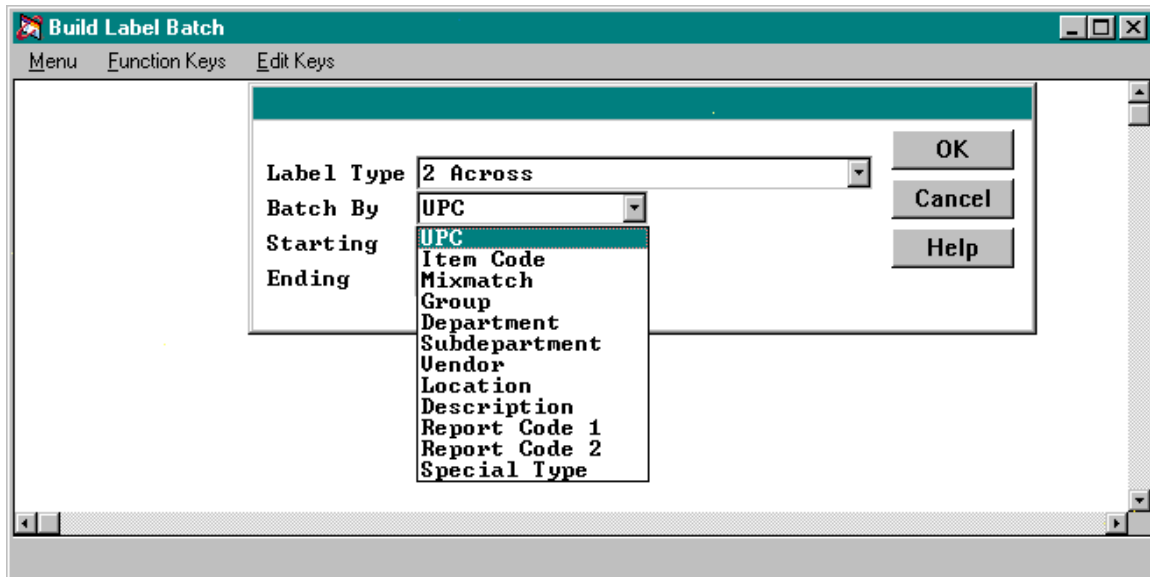 Build Label Batch
Menu Function Keys Edit Keys
Label Type 2 Across
Batch By UPC
Starting
Ending
UPC
Item Code
Mixmatch
Group
Department
Subdepartment
Vendor
Location
Description
Report Code 1
Report Code 2
Special Type
OK
Cancel
Help